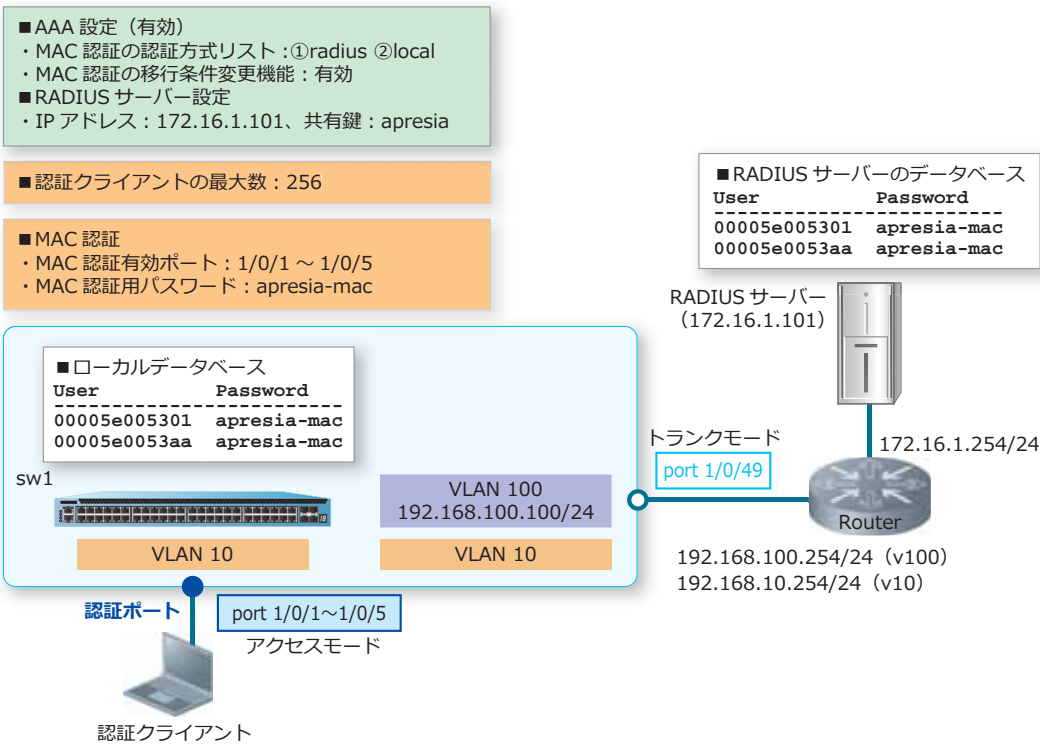 ■AAA 設定（有効）
・MAC 認証の認証方式リスト：①radius ②local
・MAC 認証の移行条件変更機能：有効
■RADIUS サーバー設定
・IP アドレス：172.16.1.101、共有鍵：apresia
■認証クライアントの最大数：256
■MAC 認証
・MAC 認証有効ポート：1/0/1 ～ 1/0/5
・MAC 認証用パスワード：apresia-mac
■RADIUS サーバーのデータベース
User Password
-------------------------
00005e005301 apresia-mac
00005e0053aa apresia-mac
RADIUS サーバー
（172.16.1.101）
■ローカルデータベース
User Password
-------------------------
00005e005301 apresia-mac
00005e0053aa apresia-mac
sw1
VLAN 100
192.168.100.100/24
VLAN 10
VLAN 10
トランクモード
port 1/0/49
172.16.1.254/24
Router
192.168.100.254/24（v100）
192.168.10.254/24（v10）
認証ポート
port 1/0/1～1/0/5
アクセスモード
認証クライアント